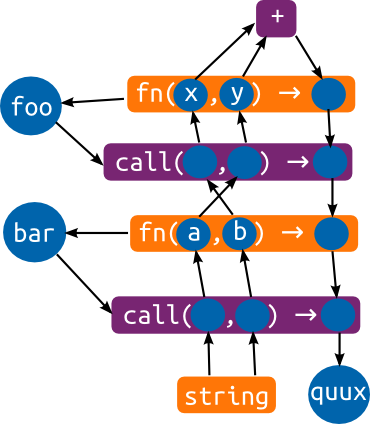 +
fn(x,y) →
foo
call( , ) →
fn(a,b) →
bar
call( , ) →
string
quux